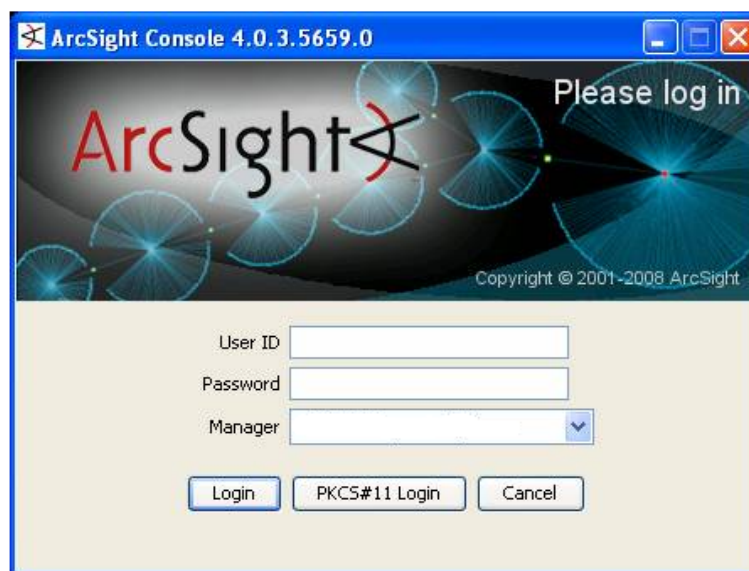 ArcSight Console 4.0.3.5659.0
Please log in
ArcSight
Copyright © 2001-2008 ArcSight
User ID
Password
Manager
Login PKCS#11 Login Cancel